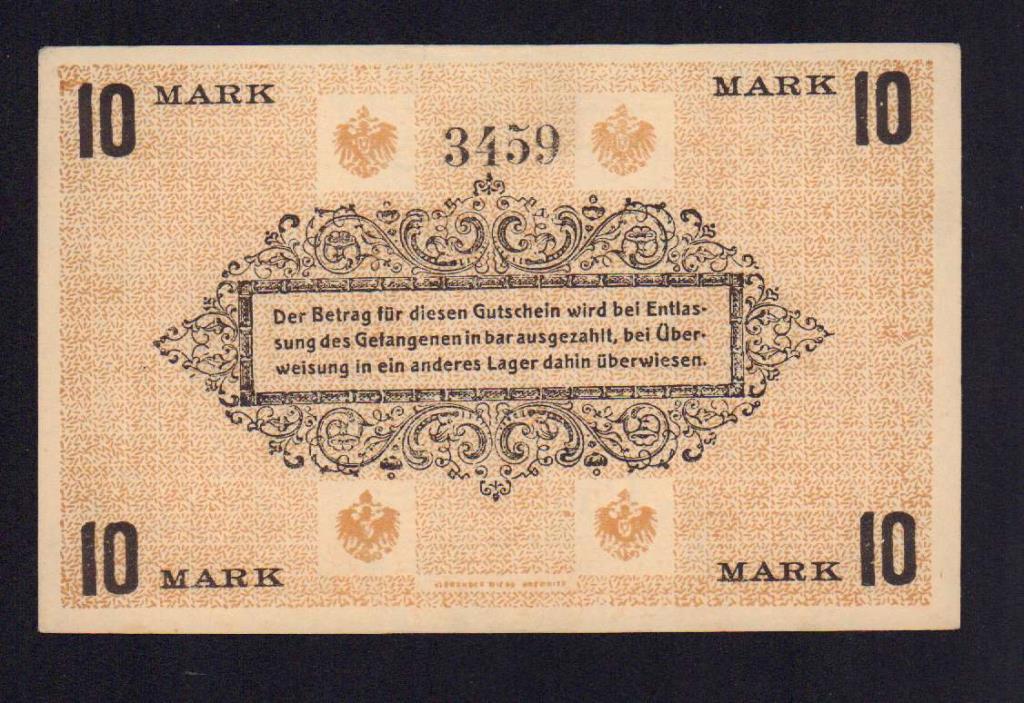 10 MARK
MARK 10
3459
Der Betrag für diesen Gutschein wird bei Entlas-
sung des Gefangenen in bar ausgezahlt, bei Über-
weisung in ein anderes Lager dahin überwiesen.
10 MARK
MARK 10